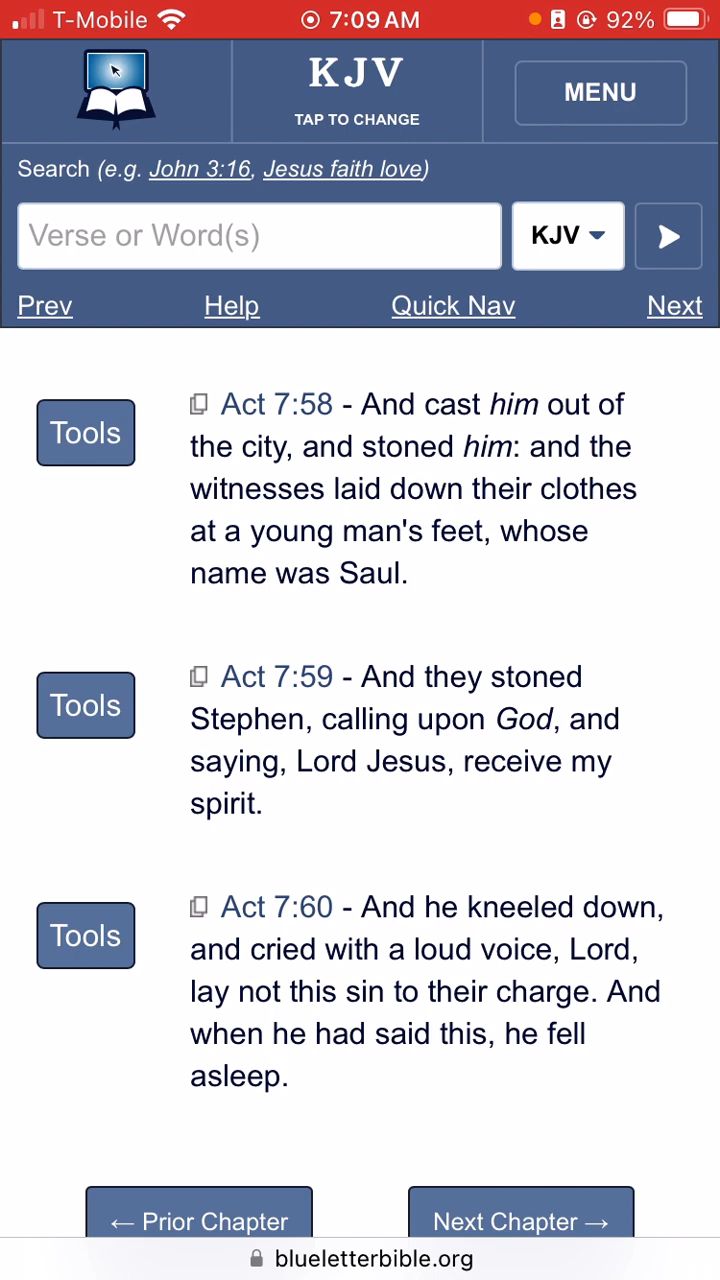 T-Mobile 7:09 AM 92%
KJV
TAP TO CHANGE
MENU
Search (e.g. John 3:16, Jesus faith love)
Verse or Word(s)
KJV
Prev Help Quick Nav Next
Tools
Act 7:58 - And cast him out of
the city, and stoned him: and the
witnesses laid down their clothes
at a young man's feet, whose
name was Saul.
Tools
Act 7:59 - And they stoned
Stephen, calling upon God, and
saying, Lord Jesus, receive my
spirit.
Tools
Act 7:60 - And he kneeled down,
and cried with a loud voice, Lord,
lay not this sin to their charge. And
when he had said this, he fell
asleep.
← Prior Chapter Next Chapter →
blueletterbible.org